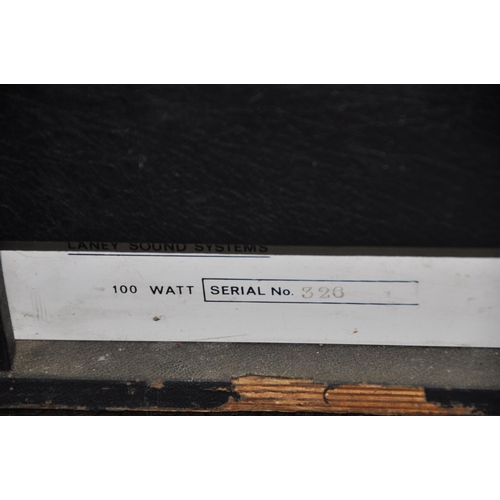 LANEY SOUND SYSTEMS
100 WATT SERIAL No. 326